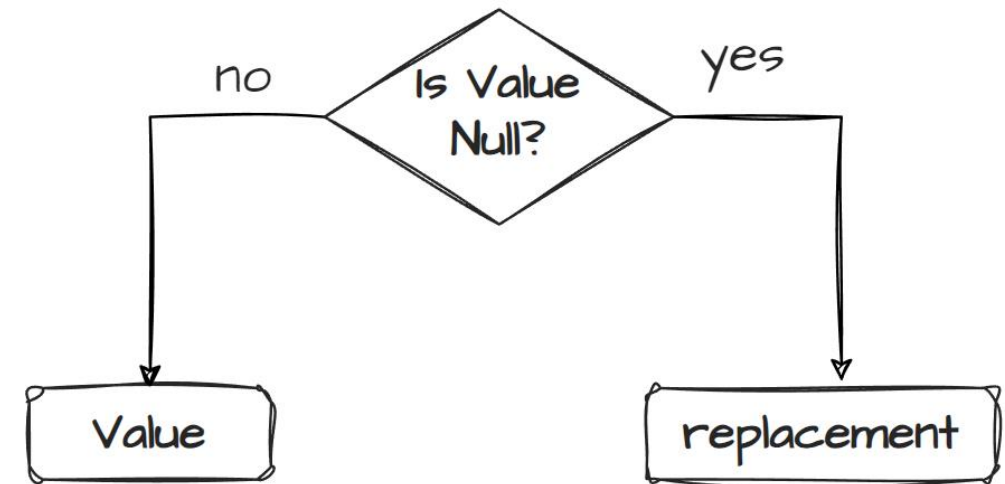 no
yes
Is Value
Null?
Value
replacement